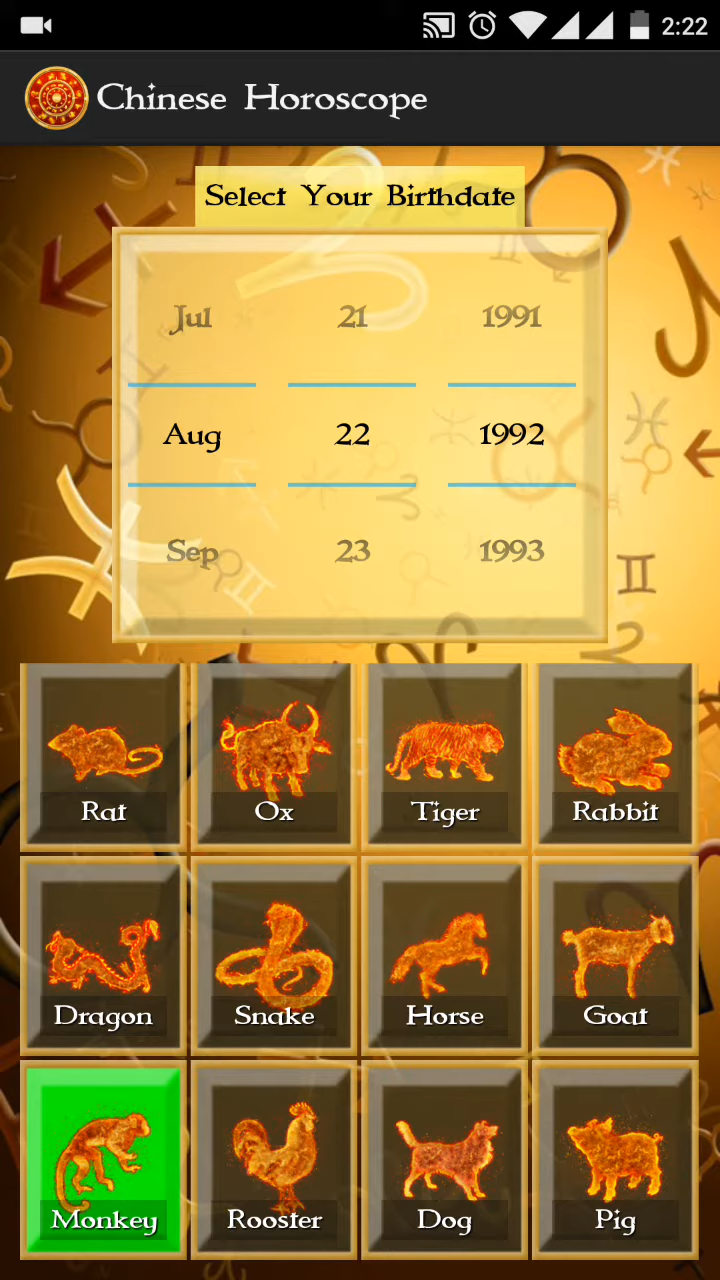 2:22
Chinese Horoscope
Select Your Birthdate
Jul 21 1991
Aug 22 1992
Sep 23 1993
Rat Ox Tiger Rabbit
Dragon Snake Horse Goat
Monkey Rooster Dog Pig